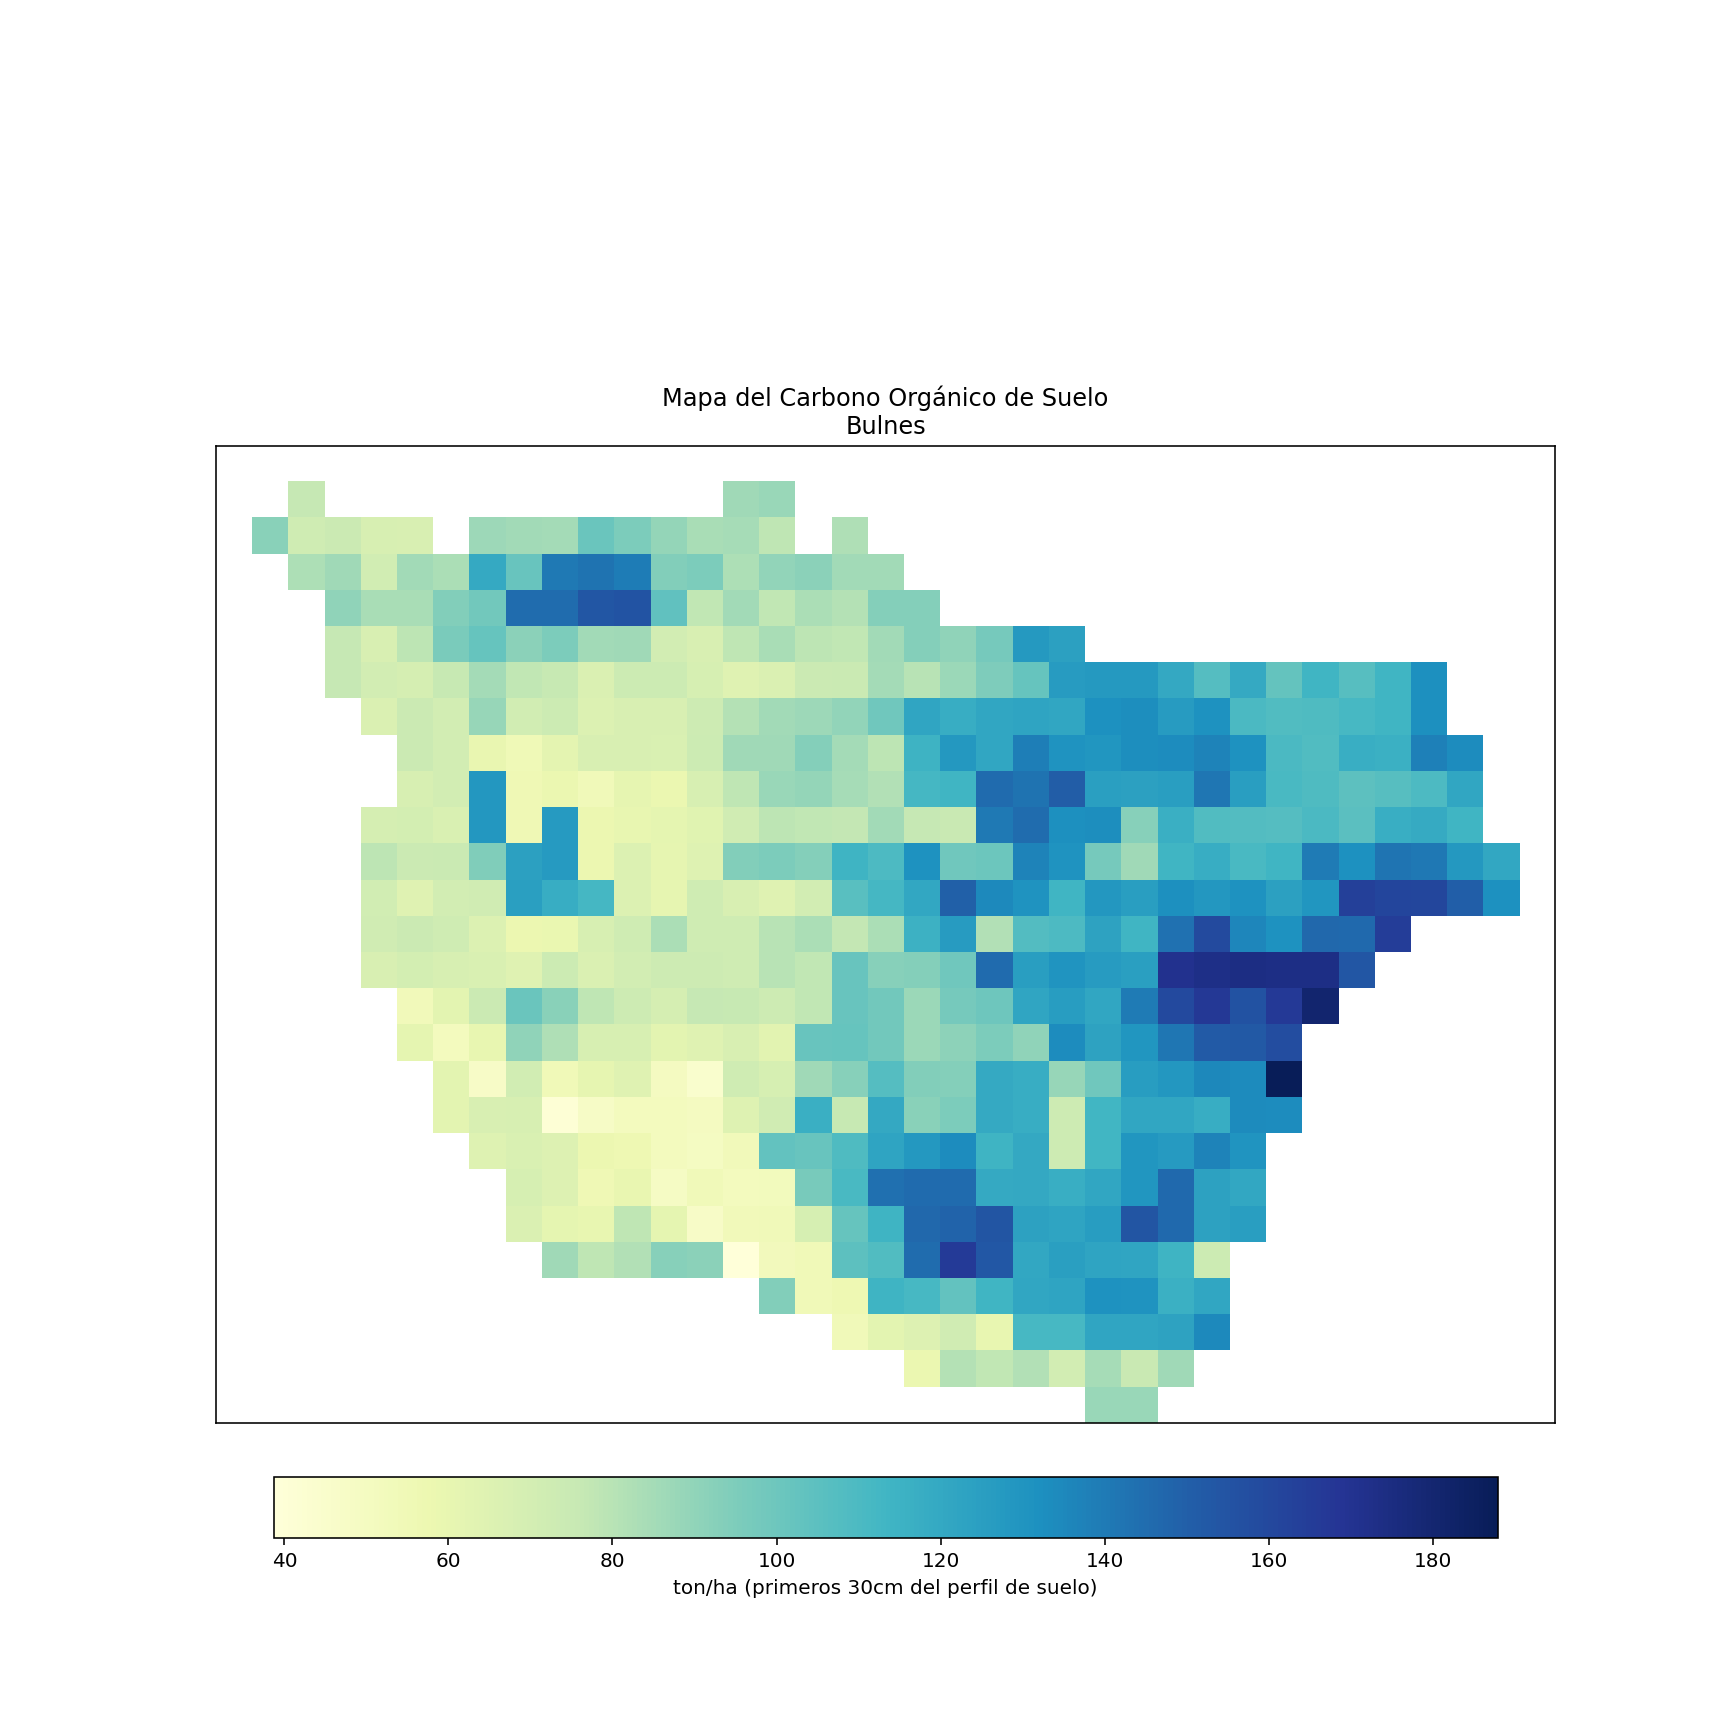 Mapa del Carbono Orgánico de Suelo
Bulnes
40 60 80 100 120 140 160 180
ton/ha (primeros 30cm del perfil de suelo)